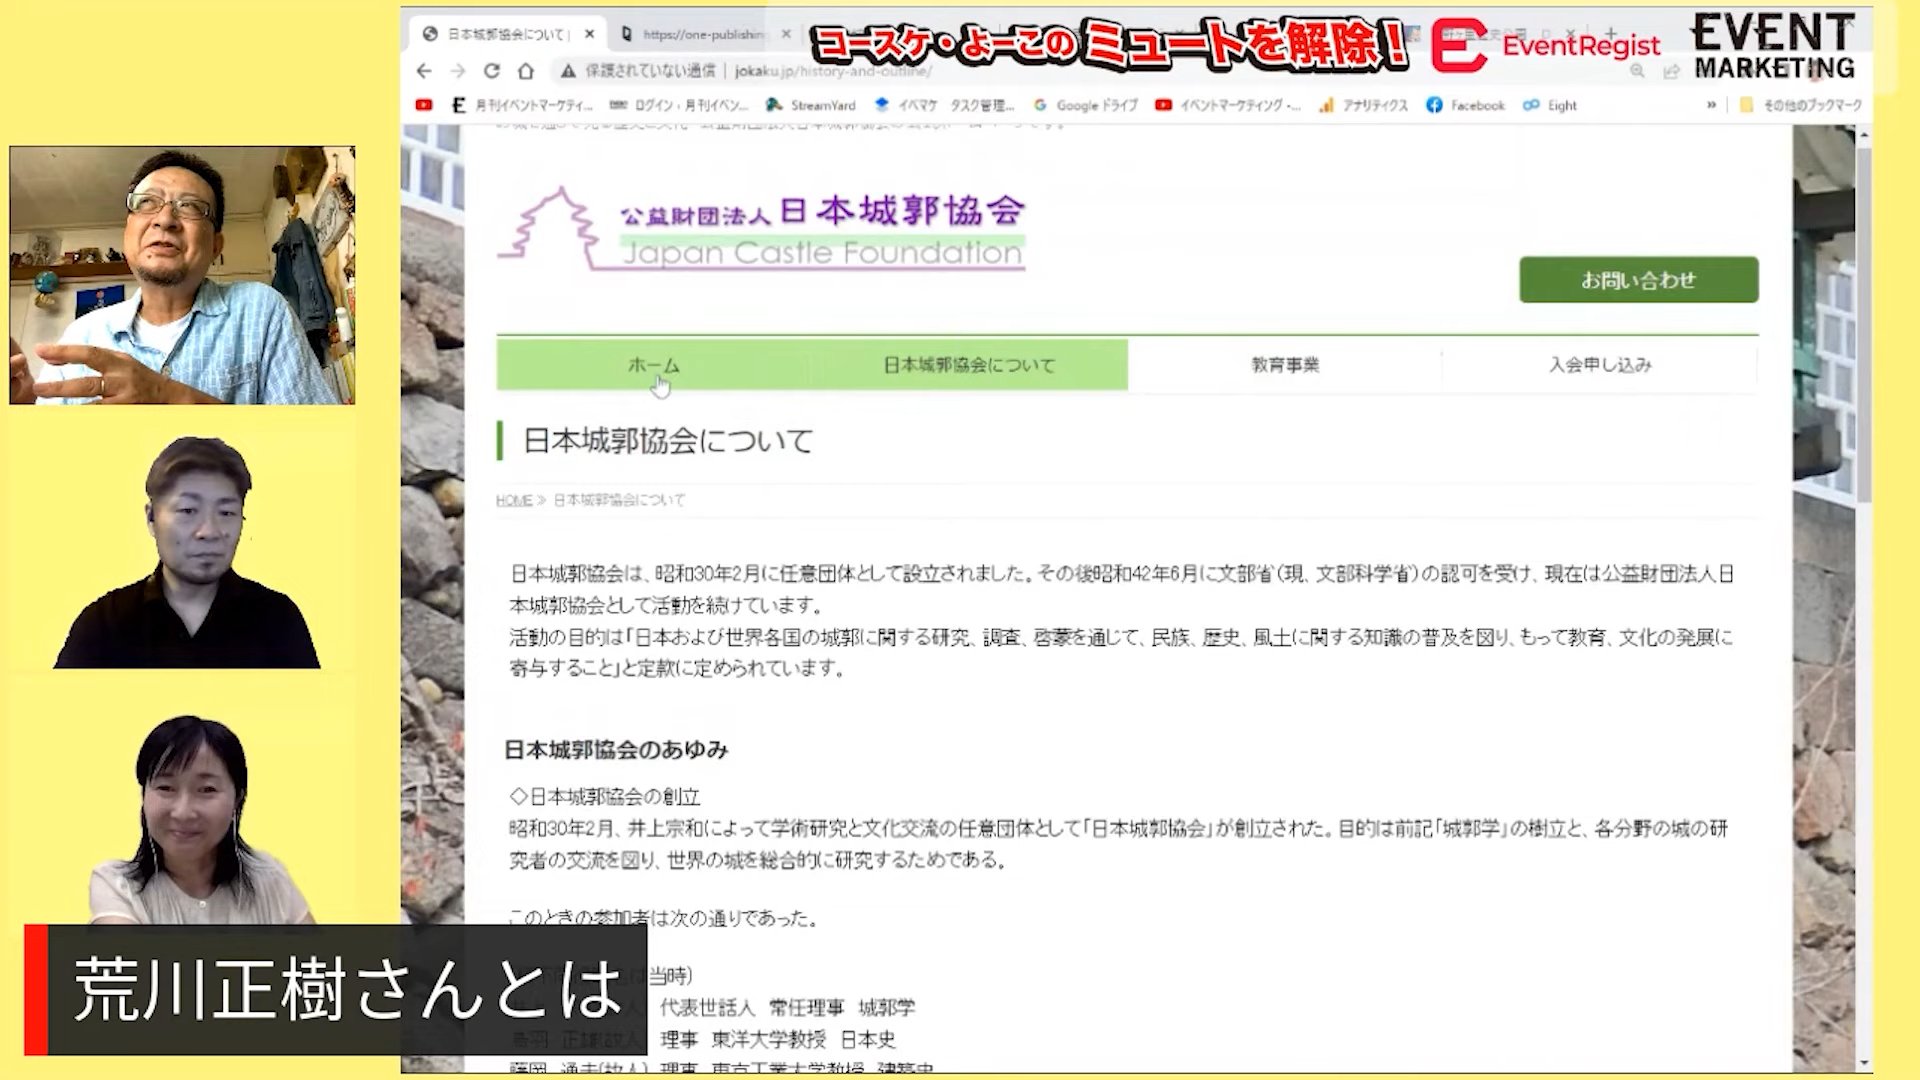 日本城郭協会について |
https://one-publishin
コースケ・よーこの ミュートを解除！
EventRegist
EVENT
MARKETING
保護されていない通信 | jokaku.jp/history-and-outline/
月刊イベントマーケティ...
ログイン ‹ 月刊イベン...
StreamYard
イベマケ タスク管理...
Google ドライブ
イベントマーケティング -...
アナリティクス
Facebook
Eight
»
その他のブックマーク
公益財団法人 日本城郭協会
Japan Castle Foundation
お問い合わせ
ホーム
日本城郭協会について
教育事業
入会申し込み
日本城郭協会について
HOME » 日本城郭協会について
日本城郭協会は、昭和30年2月に任意団体として設立されました。その後昭和42年6月に文部省（現、文部科学省）の認可を受け、現在は公益財団法人日
本城郭協会として活動を続けています。
活動の目的は「日本および世界各国の城郭に関する研究、調査、啓蒙を通じて、民族、歴史、風土に関する知識の普及を図り、もって教育、文化の発展に
寄与すること」と定款に定められています。
日本城郭協会のあゆみ
◇日本城郭協会の創立
昭和30年2月、井上宗和によって学術研究と文化交流の任意団体として「日本城郭協会」が創立された。目的は前記「城郭学」の樹立と、各分野の城の研
究者の交流を図り、世界の城を総合的に研究するためである。
このときの参加者は次の通りであった。
当時）
代表世話人 常任理事 城郭学
理事 東洋大学教授 日本史
藤岡 通夫(故人) 理事 東京工業大学教授 建築史
荒川正樹さんとは